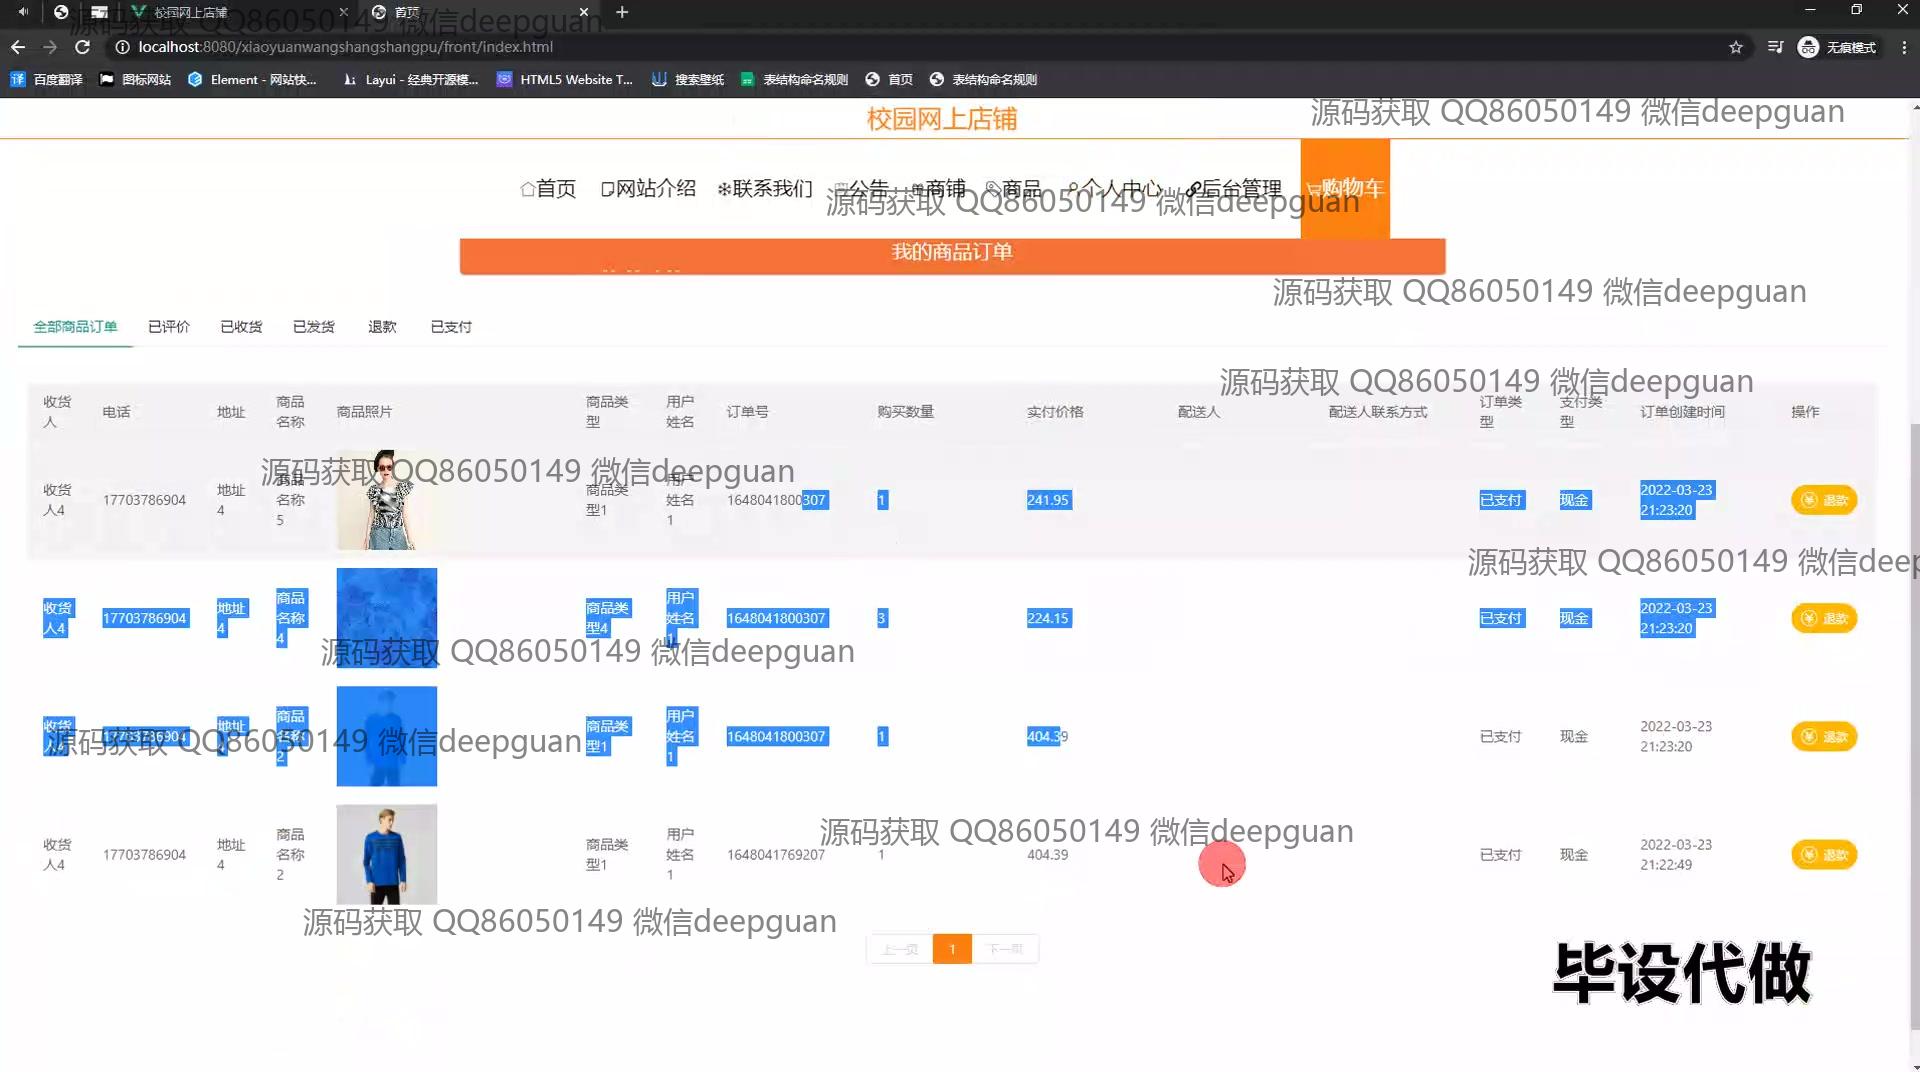 校园网上店铺
首页
源码获取 QQ86050149 微信deepguan
localhost:8080/xiaoyuanwangshangshangpu/front/index.html
无痕模式
百度翻译 图标网站 Element - 网站快... Layui - 经典开源模... HTML5 Website T... 搜索壁纸 表结构命名规则 首页 表结构命名规则
校园网上店铺
源码获取 QQ86050149 微信deepguan
首页 网站介绍 联系我们 公告 商铺 商品 个人中心 后台管理 购物车
源码获取 QQ86050149 微信deepguan
我的商品订单
源码获取 QQ86050149 微信deepguan
全部商品订单 已评价 已收货 已发货 退款 已支付
源码获取 QQ86050149 微信deepguan
收货人 电话 地址 商品名称 商品照片 商品类型 用户姓名 订单号 购买数量 实付价格 配送人 配送人联系方式 订单类型 支付类型 订单创建时间 操作
源码获取 QQ86050149 微信deepguan
收货人4 17703786904 地址4 商品名称5 商品类型1 用户姓名1 1648041800307 1 241.95 已支付 现金 2022-03-23 21:23:20 退款
源码获取 QQ86050149 微信deep
收货人4 17703786904 地址4 商品名称4 商品类型4 用户姓名1 1648041800307 3 224.15 已支付 现金 2022-03-23 21:23:20 退款
源码获取 QQ86050149 微信deepguan
收货人4 17703786904 地址4 商品名称2 商品类型1 用户姓名1 1648041800307 1 404.39 已支付 现金 2022-03-23 21:23:20 退款
源码获取 QQ86050149 微信deepguan
源码获取 QQ86050149 微信deepguan
收货人4 17703786904 地址4 商品名称2 商品类型1 用户姓名1 1648041769207 1 404.39 已支付 现金 2022-03-23 21:22:49 退款
源码获取 QQ86050149 微信deepguan
上一页 1 下一页
毕设代做